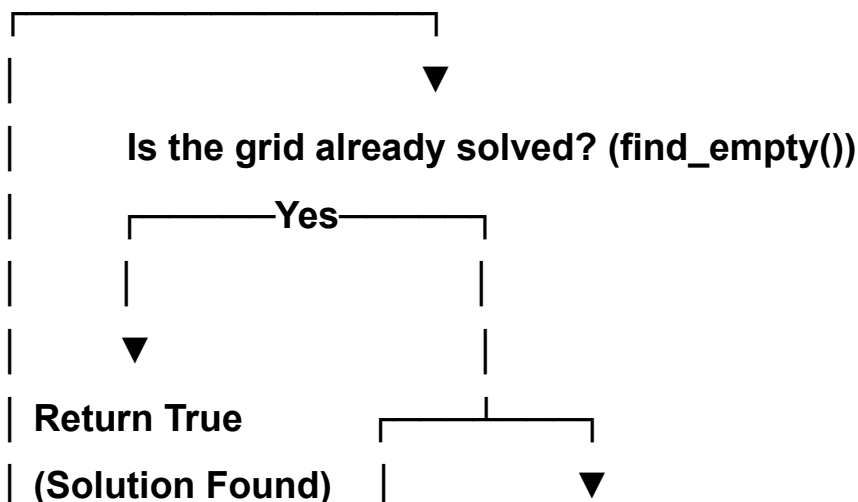 Is the grid already solved? (find_empty())
Yes
Return True
(Solution Found)